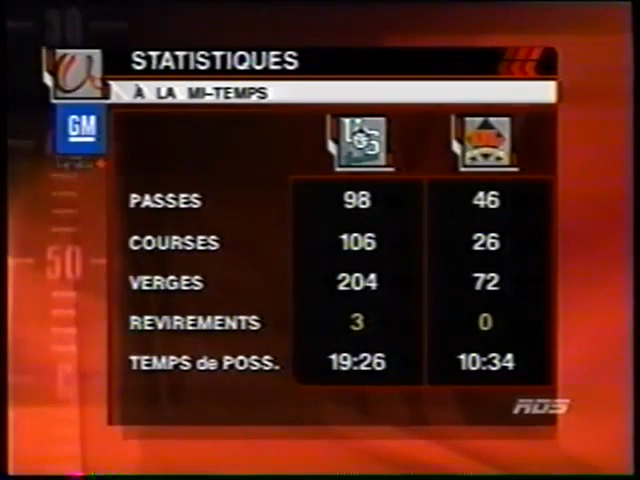 STATISTIQUES
À LA MI-TEMPS
GM
PASSES 98 46
COURSES 106 26
VERGES 204 72
REVIREMENTS 3 0
TEMPS de POSS. 19:26 10:34
50
RDS